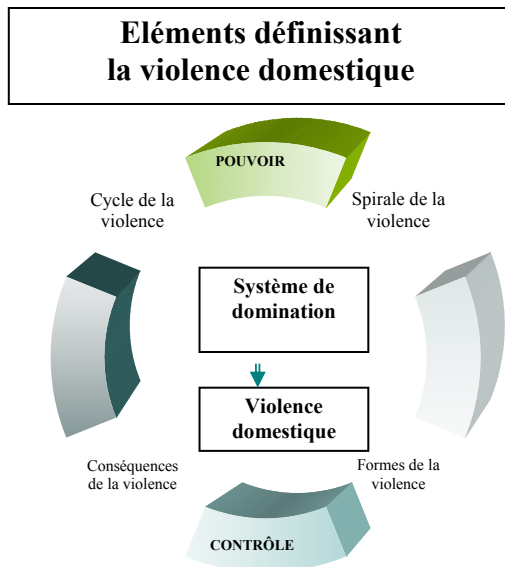 Eléments définissant
la violence domestique
POUVOIR
Cycle de la
violence
Spirale de la
violence
Système de
domination
Violence
domestique
Conséquences
de la violence
Formes de la
violence
CONTRÔLE